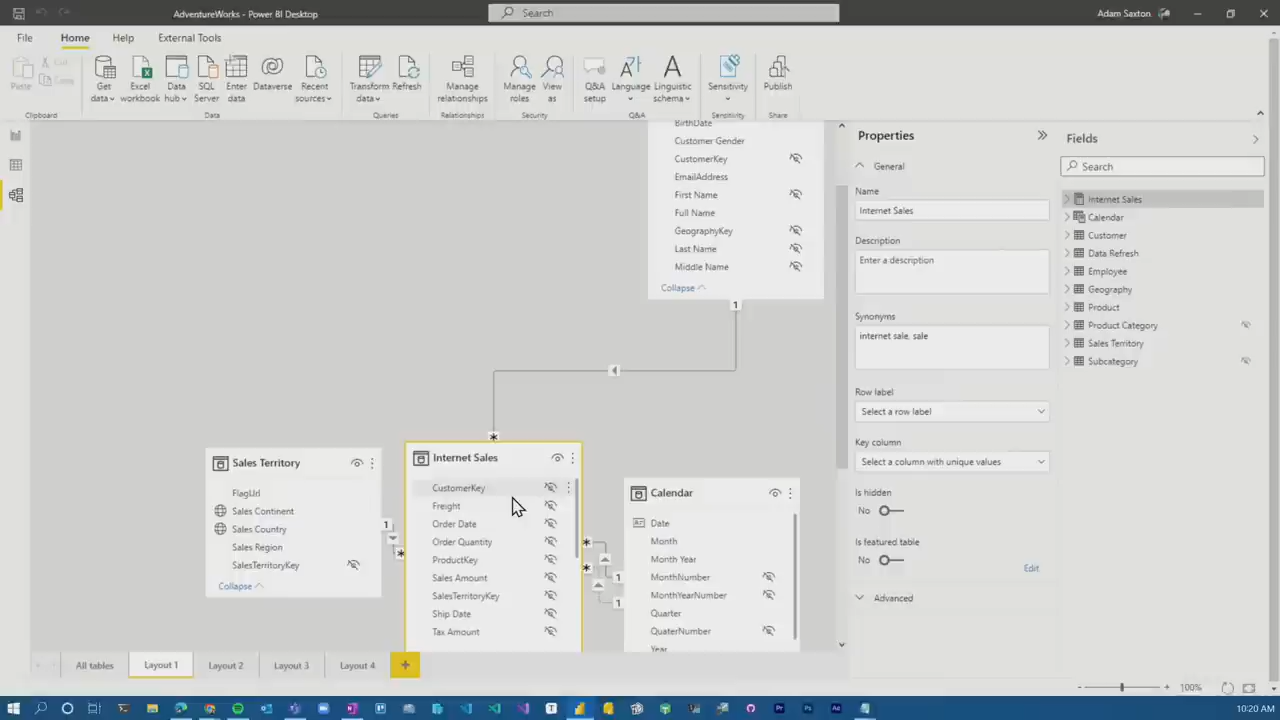 AdventureWorks - Power BI Desktop
Search
Adam Saxton
File
Home
Help
External Tools
Paste
Cut
Copy
Clipboard
Get data
Excel workbook
Data hub
SQL Server
Enter data
Dataverse
Recent sources
Data
Transform data
Refresh
Queries
Manage relationships
Relationships
Manage roles
View as
Security
Q&A setup
Language
Linguistic schema
Q&A
Sensitivity
Sensitivity
Publish
Share
BirthDate
Customer Gender
CustomerKey
EmailAddress
First Name
Full Name
GeographyKey
Last Name
Middle Name
Collapse
1
*
Sales Territory
FlagUrl
Sales Continent
Sales Country
Sales Region
SalesTerritoryKey
Collapse
1
*
Internet Sales
CustomerKey
Freight
Order Date
Order Quantity
ProductKey
Sales Amount
SalesTerritoryKey
Ship Date
Tax Amount
*
*
1
1
Calendar
Date
Month
Month Year
MonthNumber
MonthYearNumber
Quarter
QuaterNumber
Year
Properties
General
Name
Internet Sales
Description
Enter a description
Synonyms
internet sale, sale
Row label
Select a row label
Key column
Select a column with unique values
Is hidden
No
Is featured table
No
Edit
Advanced
Fields
Search
Internet Sales
Calendar
Customer
Data Refresh
Employee
Geography
Product
Product Category
Sales Territory
Subcategory
All tables
Layout 1
Layout 2
Layout 3
Layout 4
+
- + 100%
10:20 AM